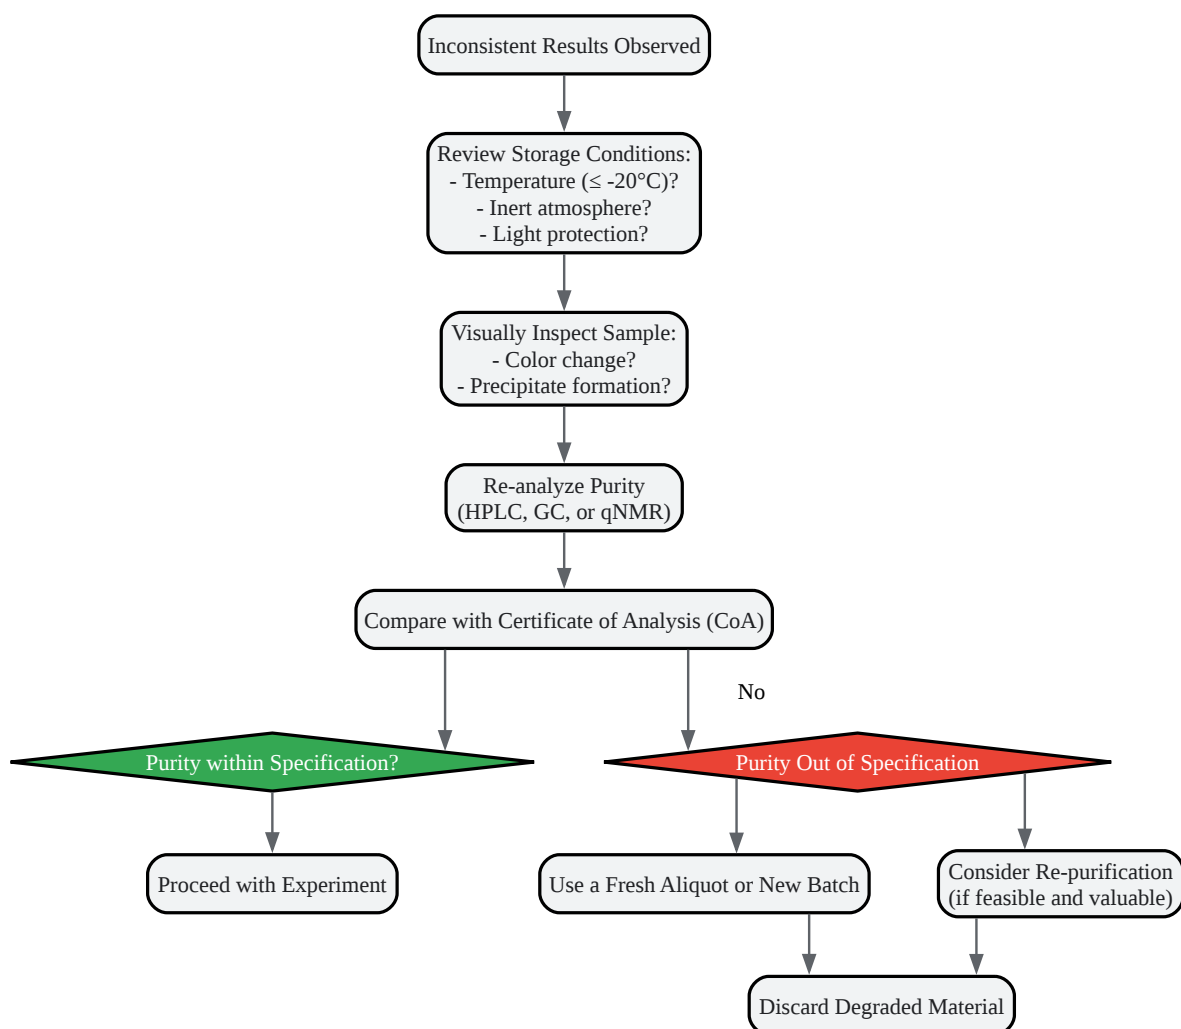 Inconsistent Results Observed
Review Storage Conditions:
- Temperature (≤ -20°C)?
- Inert atmosphere?
- Light protection?
Visually Inspect Sample:
- Color change?
- Precipitate formation?
Re-analyze Purity
(HPLC, GC, or qNMR)
Compare with Certificate of Analysis (CoA)
No
Purity within Specification?
Purity Out of Specification
Proceed with Experiment
Use a Fresh Aliquot or New Batch
Consider Re-purification
(if feasible and valuable)
Discard Degraded Material